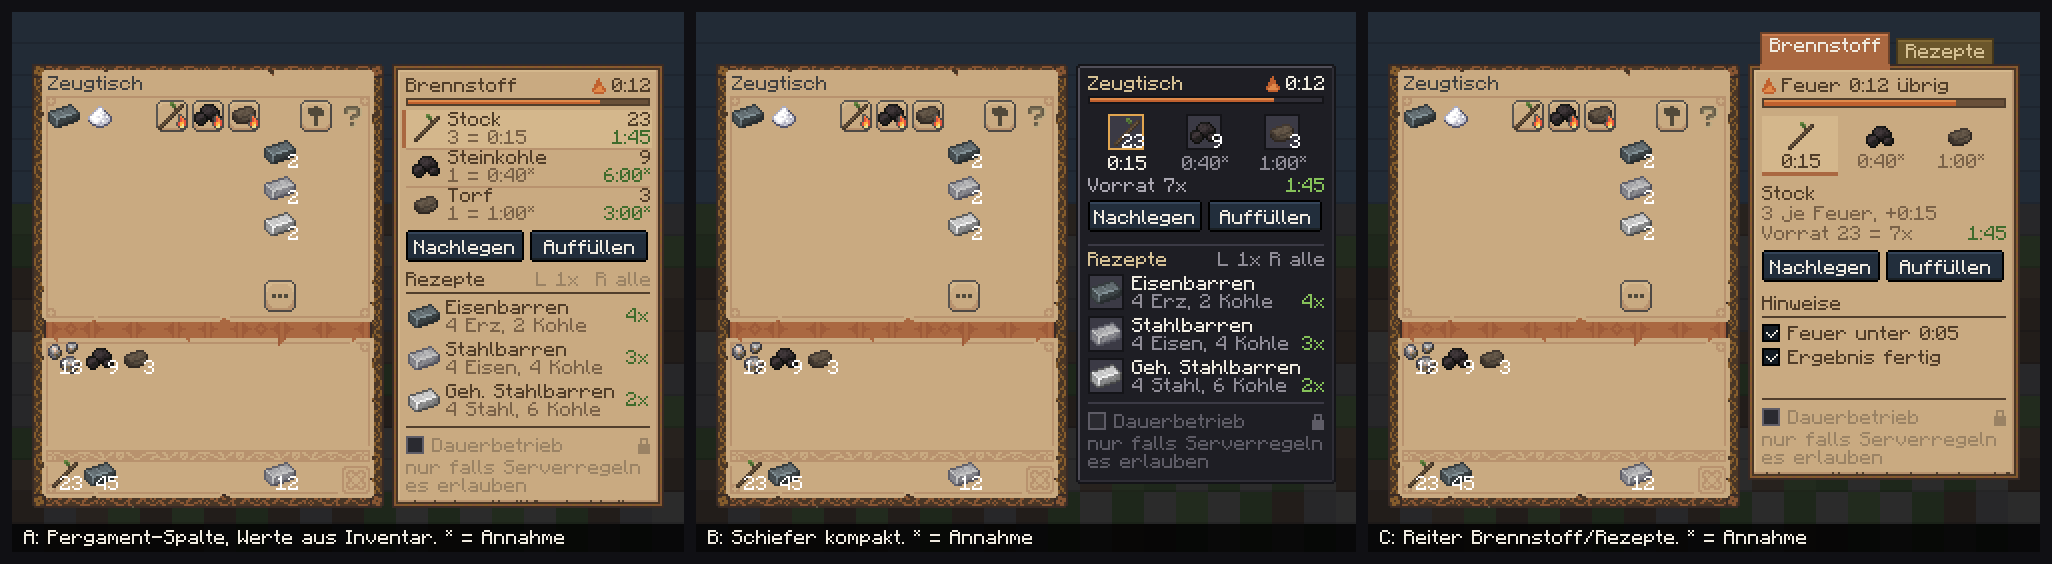 Zeugtisch
?
2
2
2
...
18 9 3
23 45 12
Brennstoff 0:12
Stock 23
3 = 0:15 1:45
Steinkohle 9
1 = 0:40* 6:00*
Torf 3
1 = 1:00* 3:00*
Nachlegen Auffüllen
Rezepte L 1x R alle
Eisenbarren
4 Erz, 2 Kohle 4x
Stahlbarren
4 Eisen, 4 Kohle 3x
Geh. Stahlbarren
4 Stahl, 6 Kohle 2x
Dauerbetrieb
nur falls Serverregeln
es erlauben
A: Pergament-Spalte, Werte aus Inventar. * = Annahme
Zeugtisch
?
2
2
2
...
18 9 3
23 45 12
Zeugtisch 0:12
23 9 3
0:15 0:40* 1:00*
Vorrat 7x 1:45
Nachlegen Auffüllen
Rezepte L 1x R alle
Eisenbarren
4 Erz, 2 Kohle 4x
Stahlbarren
4 Eisen, 4 Kohle 3x
Geh. Stahlbarren
4 Stahl, 6 Kohle 2x
Dauerbetrieb
nur falls Serverregeln
es erlauben
B: Schiefer kompakt. * = Annahme
Zeugtisch
?
2
2
2
...
18 9 3
23 45 12
Brennstoff Rezepte
Feuer 0:12 übrig
0:15 0:40* 1:00*
Stock
3 je Feuer, +0:15
Vorrat 23 = 7x 1:45
Nachlegen Auffüllen
Hinweise
Feuer unter 0:05
Ergebnis fertig
Dauerbetrieb
nur falls Serverregeln
es erlauben
C: Reiter Brennstoff/Rezepte. * = Annahme